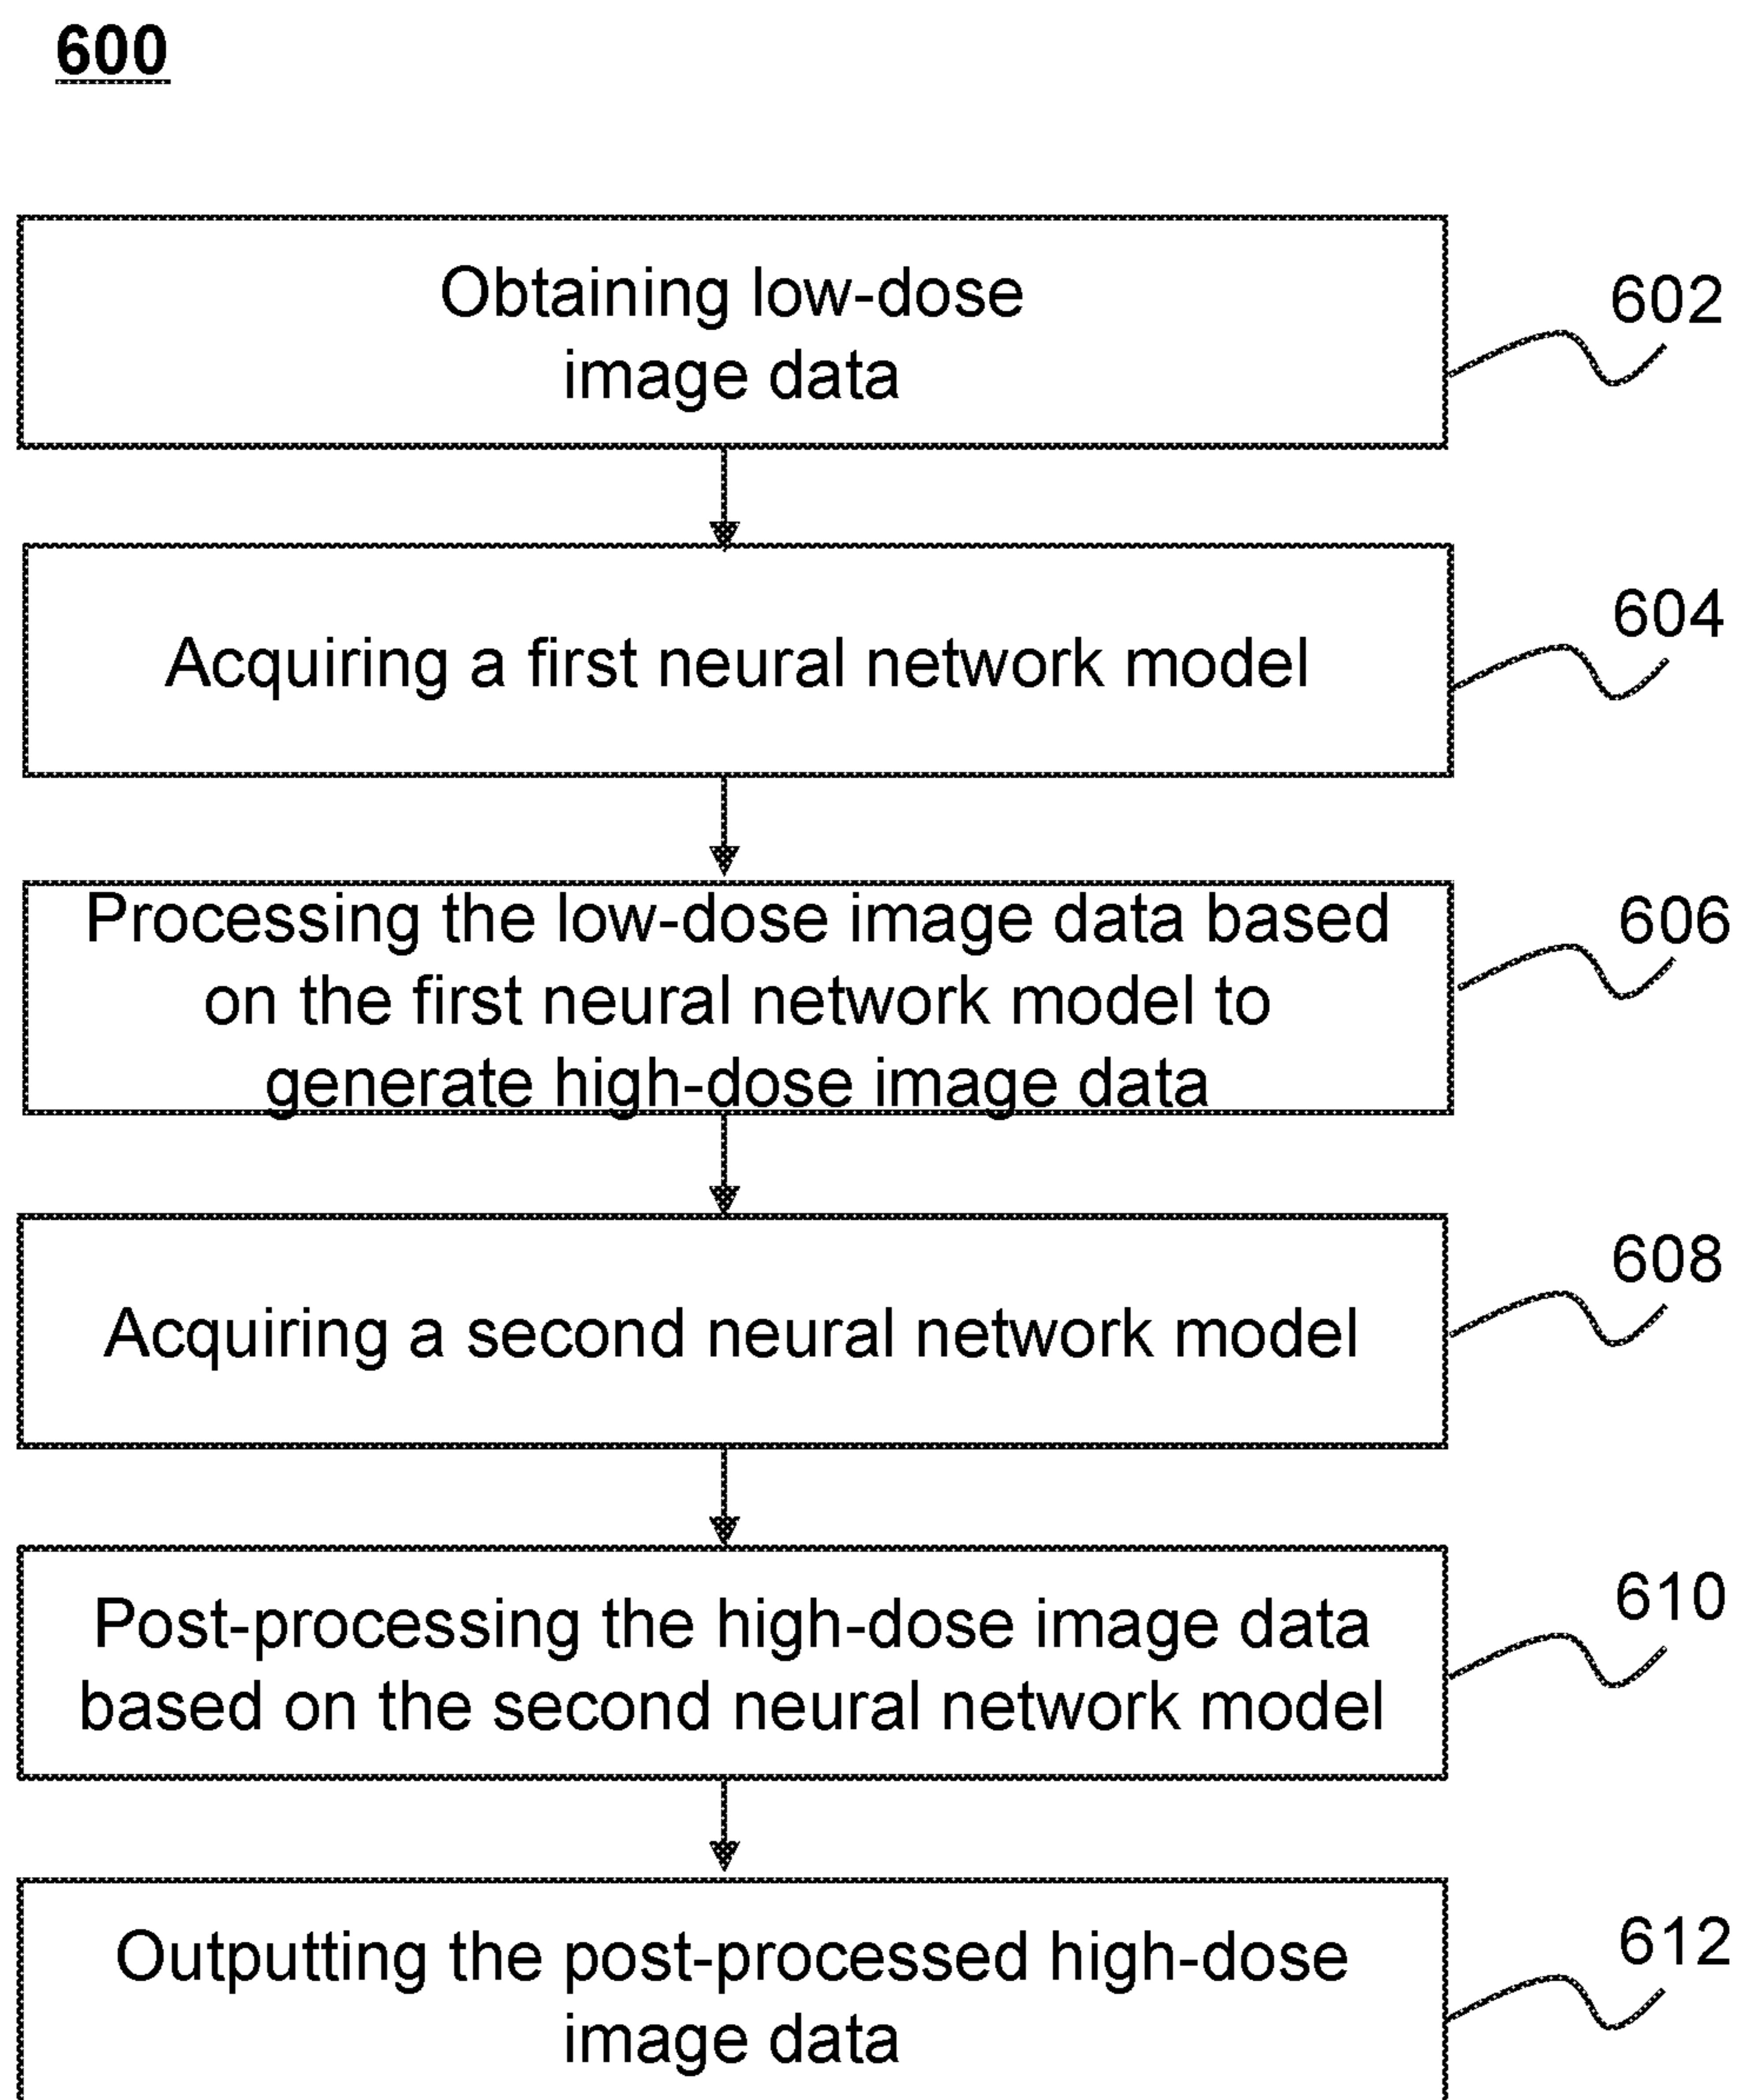 600
Obtaining low-dose
image data
602
Acquiring a first neural network model
604
Processing the low-dose image data based
on the first neural network model to
generate high-dose image data
606
Acquiring a second neural network model
608
Post-processing the high-dose image data
based on the second neural network model
610
Outputting the post-processed high-dose
image data
612